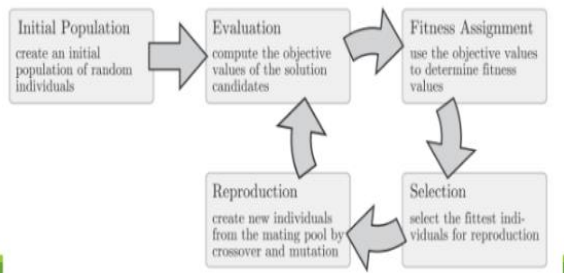 Initial Population
create an initial
population of random
individuals
Evaluation
compute the objective
values of the solution
candidates
Fitness Assignment
use the objective values
to determine fitness
values
Reproduction
create new individuals
from the mating pool by
crossover and mutation
Selection
select the fittest indi-
viduals for reproduction